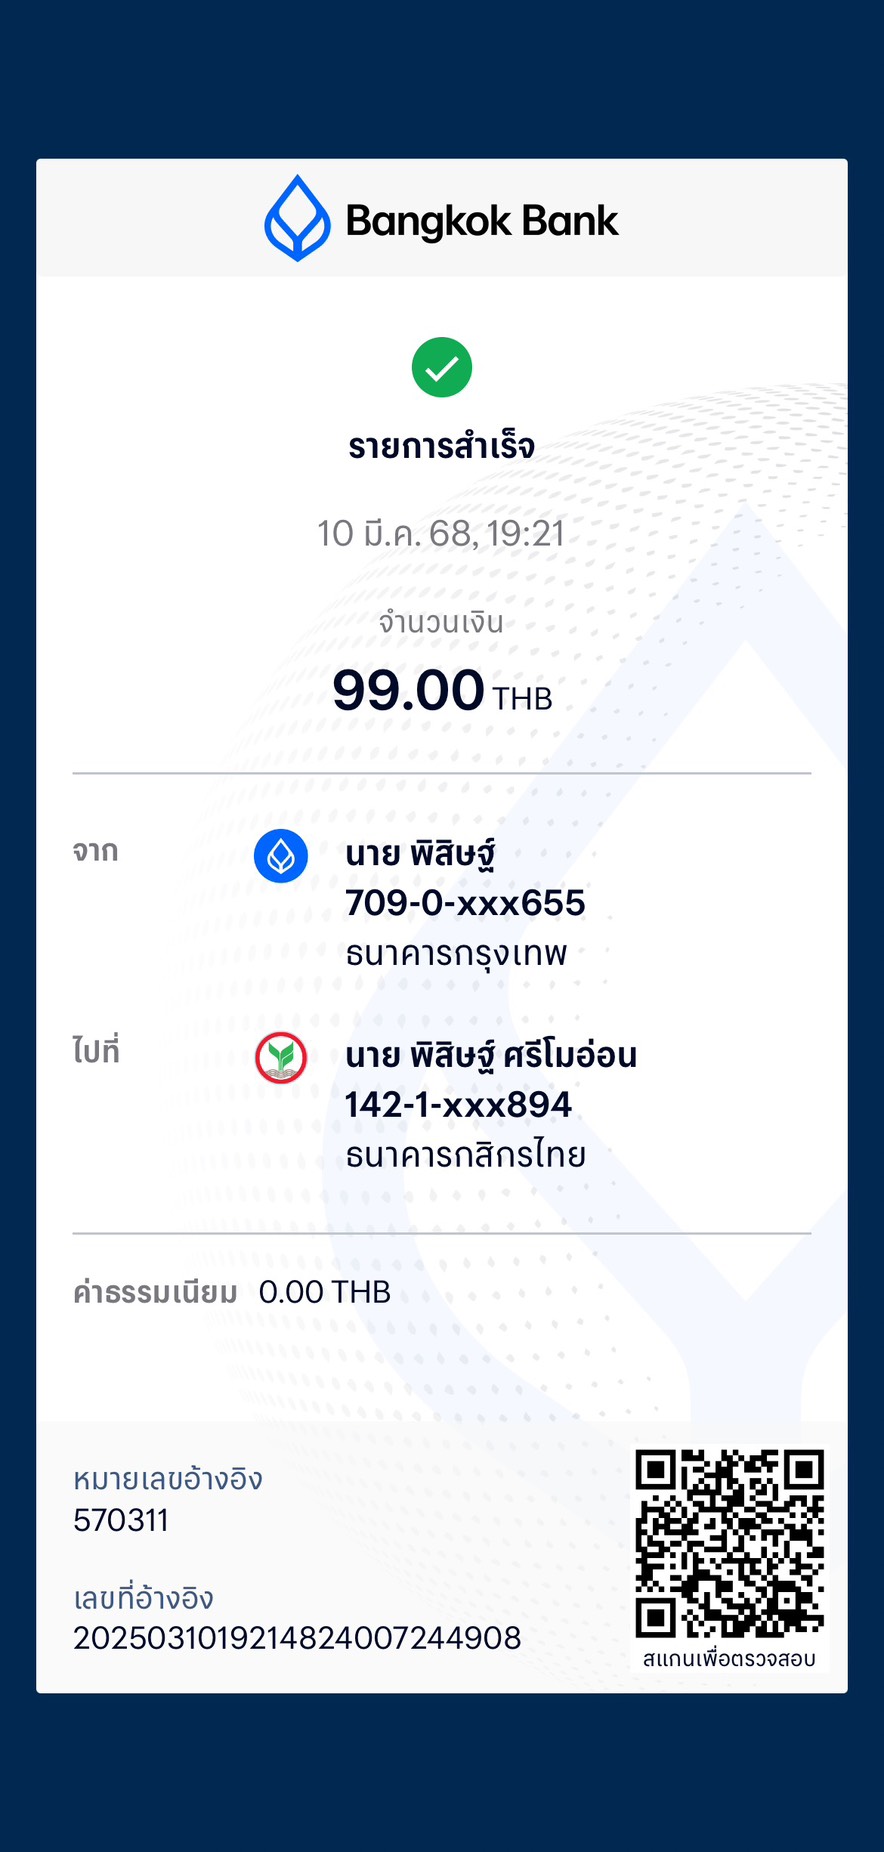 Bangkok Bank
รายการสำเร็จ
10 มี.ค. 68, 19:21
จำนวนเงิน
99.00 THB
จาก
นาย พิสิษฐ์
709-0-xxx655
ธนาคารกรุงเทพ
ไปที่
นาย พิสิษฐ์ ศรีโมอ่อน
142-1-xxx894
ธนาคารกสิกรไทย
ค่าธรรมเนียม 0.00 THB
หมายเลขอ้างอิง
570311
เลขที่อ้างอิง
2025031019214824007244908
สแกนเพื่อตรวจสอบ